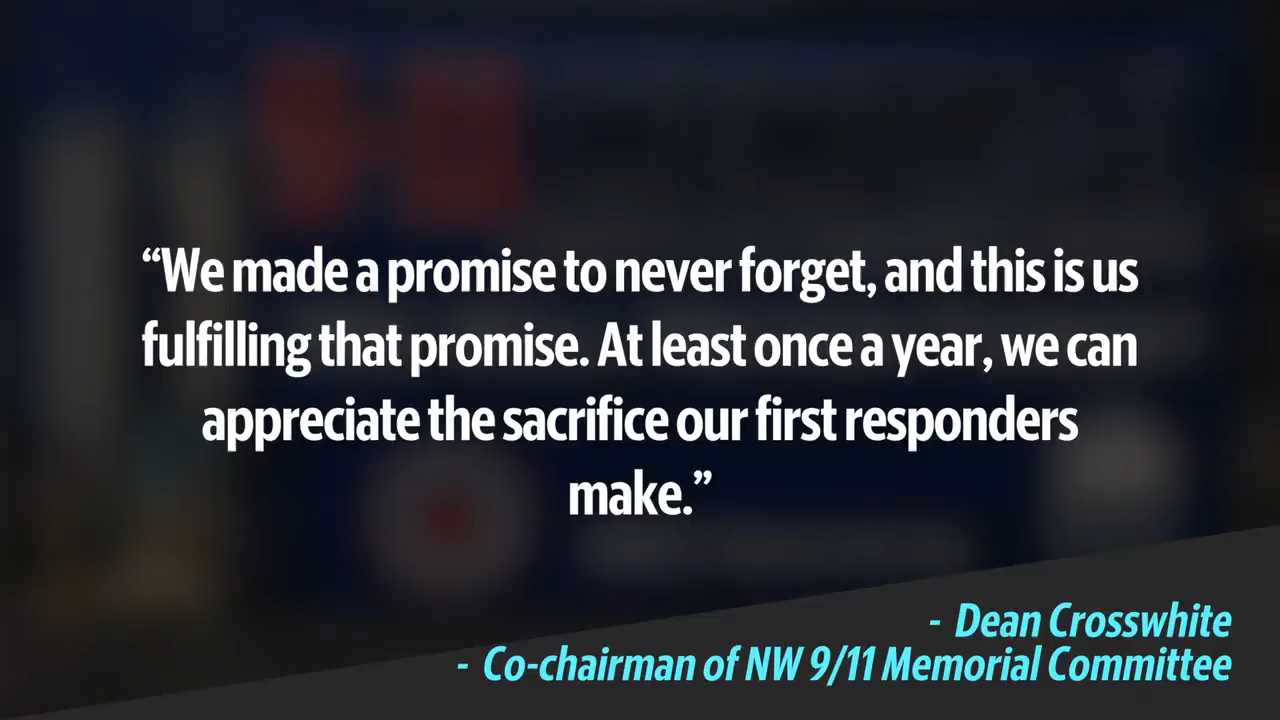 “We made a promise to never forget, and this is us
fulfilling that promise. At least once a year, we can
appreciate the sacrifice our first responders
make.”
- Dean Crosswhite
- Co-chairman of NW 9/11 Memorial Committee